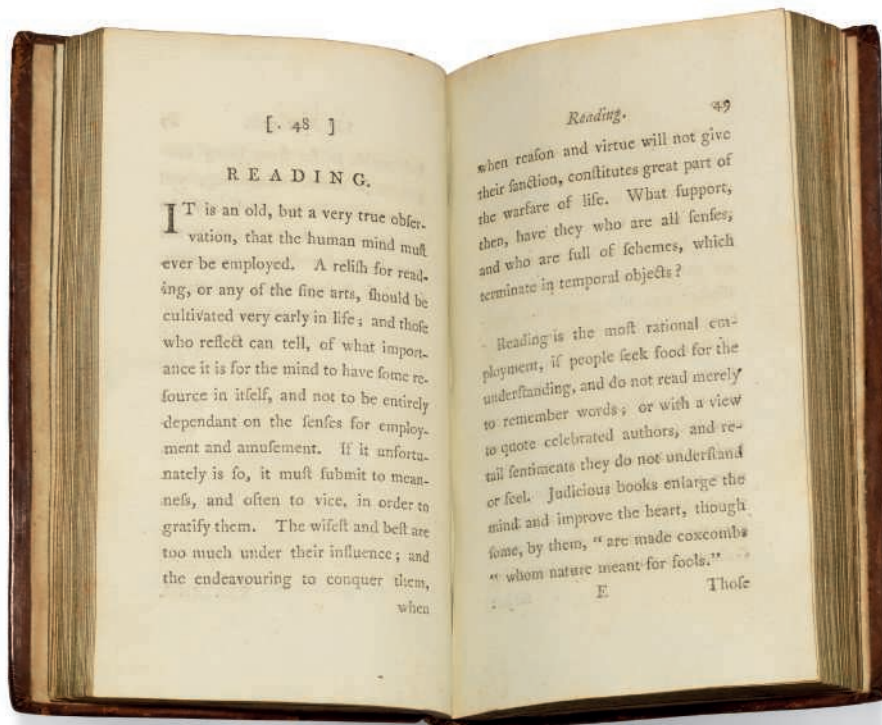 [ . 48 ]
READING.
IT is an old, but a very true obſer-
vation, that the human mind muſt
ever be employed. A reliſh for read-
ing, or any of the fine arts, ſhould be
cultivated very early in life; and thoſe
who reflect can tell, of what import-
ance it is for the mind to have ſome re-
ſource in itſelf, and not to be entirely
dependant on the ſenſes for employ-
ment and amuſement. If it unfortu-
nately is ſo, it muſt ſubmit to mean-
neſs, and often to vice, in order to
gratify them. The wiſeſt and beſt are
too much under their influence; and
the endeavouring to conquer them,
when
Reading. 49
when reaſon and virtue will not give
their ſanction, conſtitutes great part of
the warfare of life. What ſupport,
then, have they who are all ſenſes,
and who are full of ſchemes, which
terminate in temporal objects?
Reading is the moſt rational em-
ployment, if people ſeek food for the
underſtanding, and do not read merely
to remember words; or with a view
to quote celebrated authors, and re-
tail ſentiments they do not underſtand
or feel. Judicious books enlarge the
mind and improve the heart, though
ſome, by them, “ are made coxcombs
“ whom nature meant for fools.”
E Thoſe